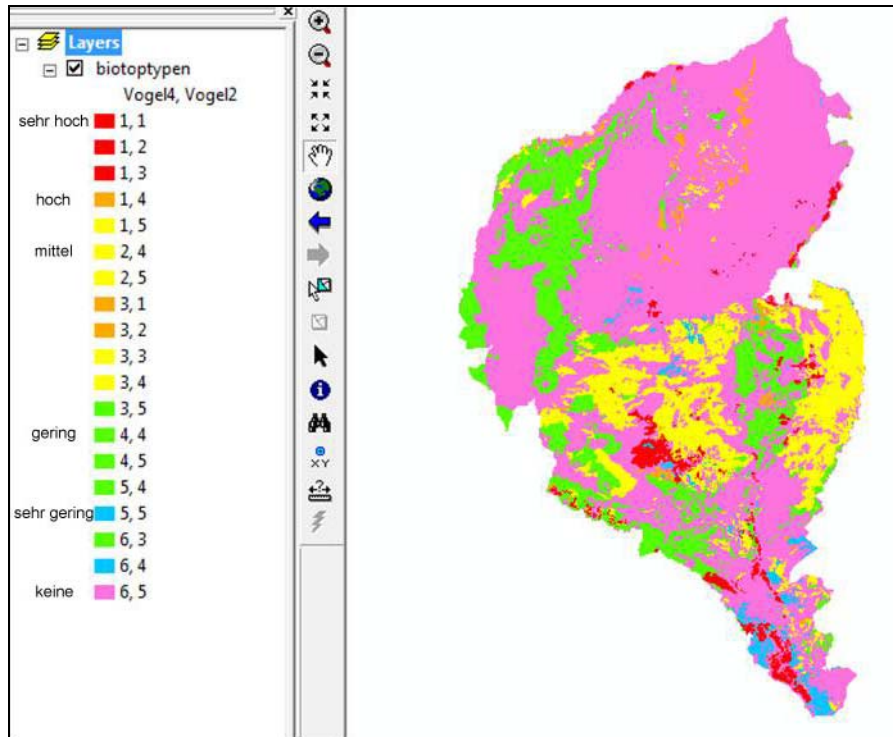 Layers
biotoptypen
Vogel4, Vogel2
sehr hoch 1, 1
1, 2
1, 3
hoch 1, 4
1, 5
mittel 2, 4
2, 5
3, 1
3, 2
3, 3
3, 4
3, 5
gering 4, 4
4, 5
5, 4
sehr gering 5, 5
6, 3
6, 4
keine 6, 5
XY
?